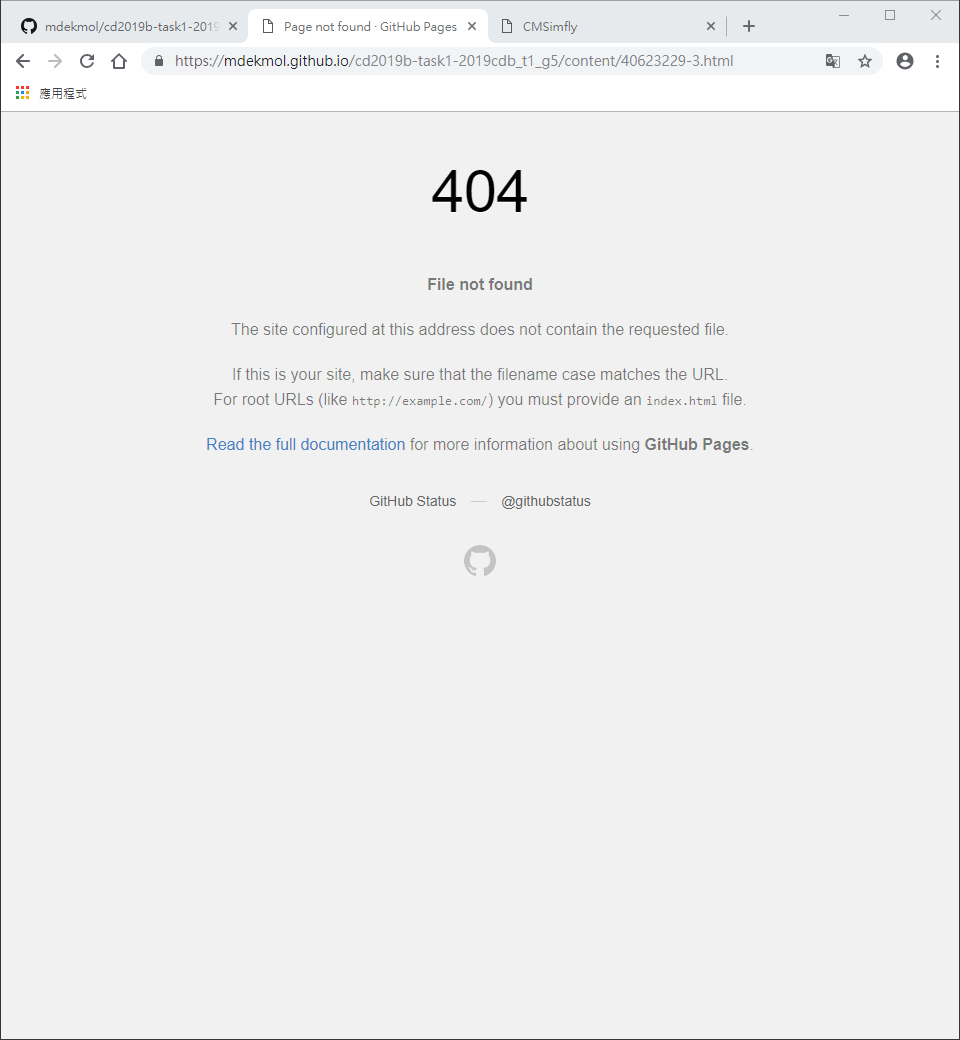 mdekmol/cd2019b-task1-2019
Page not found · GitHub Pages
CMSimfly
https://mdekmol.github.io/cd2019b-task1-2019cdb_t1_g5/content/40623229-3.html
應用程式
404
File not found
The site configured at this address does not contain the requested file.
If this is your site, make sure that the filename case matches the URL.
For root URLs (like http://example.com/) you must provide an index.html file.
Read the full documentation for more information about using GitHub Pages.
GitHub Status — @githubstatus